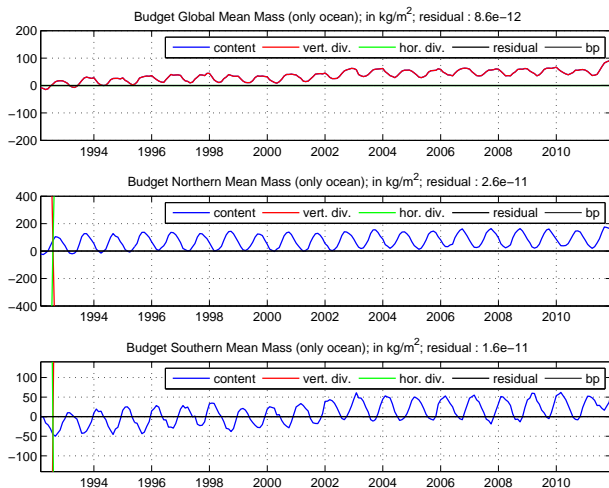 Budget Global Mean Mass (only ocean); in kg/m²; residual : 8.6e−12
200
100
0
−100
−200
content vert. div. hor. div. residual bp
1994 1996 1998 2000 2002 2004 2006 2008 2010
Budget Northern Mean Mass (only ocean); in kg/m²; residual : 2.6e−11
400
200
0
−200
−400
content vert. div. hor. div. residual bp
1994 1996 1998 2000 2002 2004 2006 2008 2010
Budget Southern Mean Mass (only ocean); in kg/m²; residual : 1.6e−11
100
50
0
−50
−100
content vert. div. hor. div. residual bp
1994 1996 1998 2000 2002 2004 2006 2008 2010